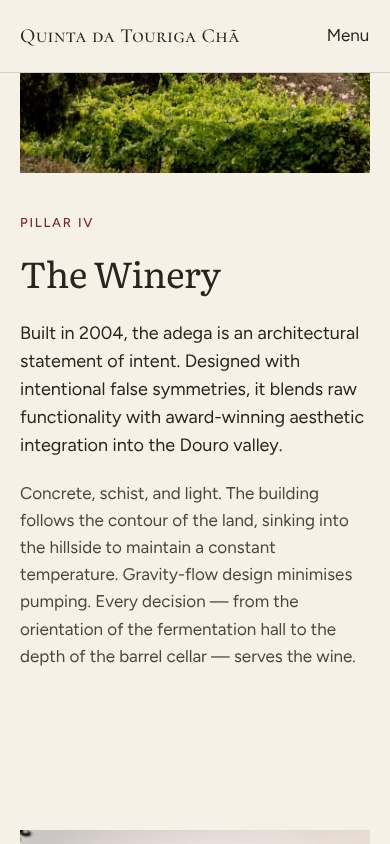 Quinta da Touriga Chã
Menu
PILLAR IV
The Winery
Built in 2004, the adega is an architectural
statement of intent. Designed with
intentional false symmetries, it blends raw
functionality with award-winning aesthetic
integration into the Douro valley.
Concrete, schist, and light. The building
follows the contour of the land, sinking into
the hillside to maintain a constant
temperature. Gravity-flow design minimises
pumping. Every decision — from the
orientation of the fermentation hall to the
depth of the barrel cellar — serves the wine.